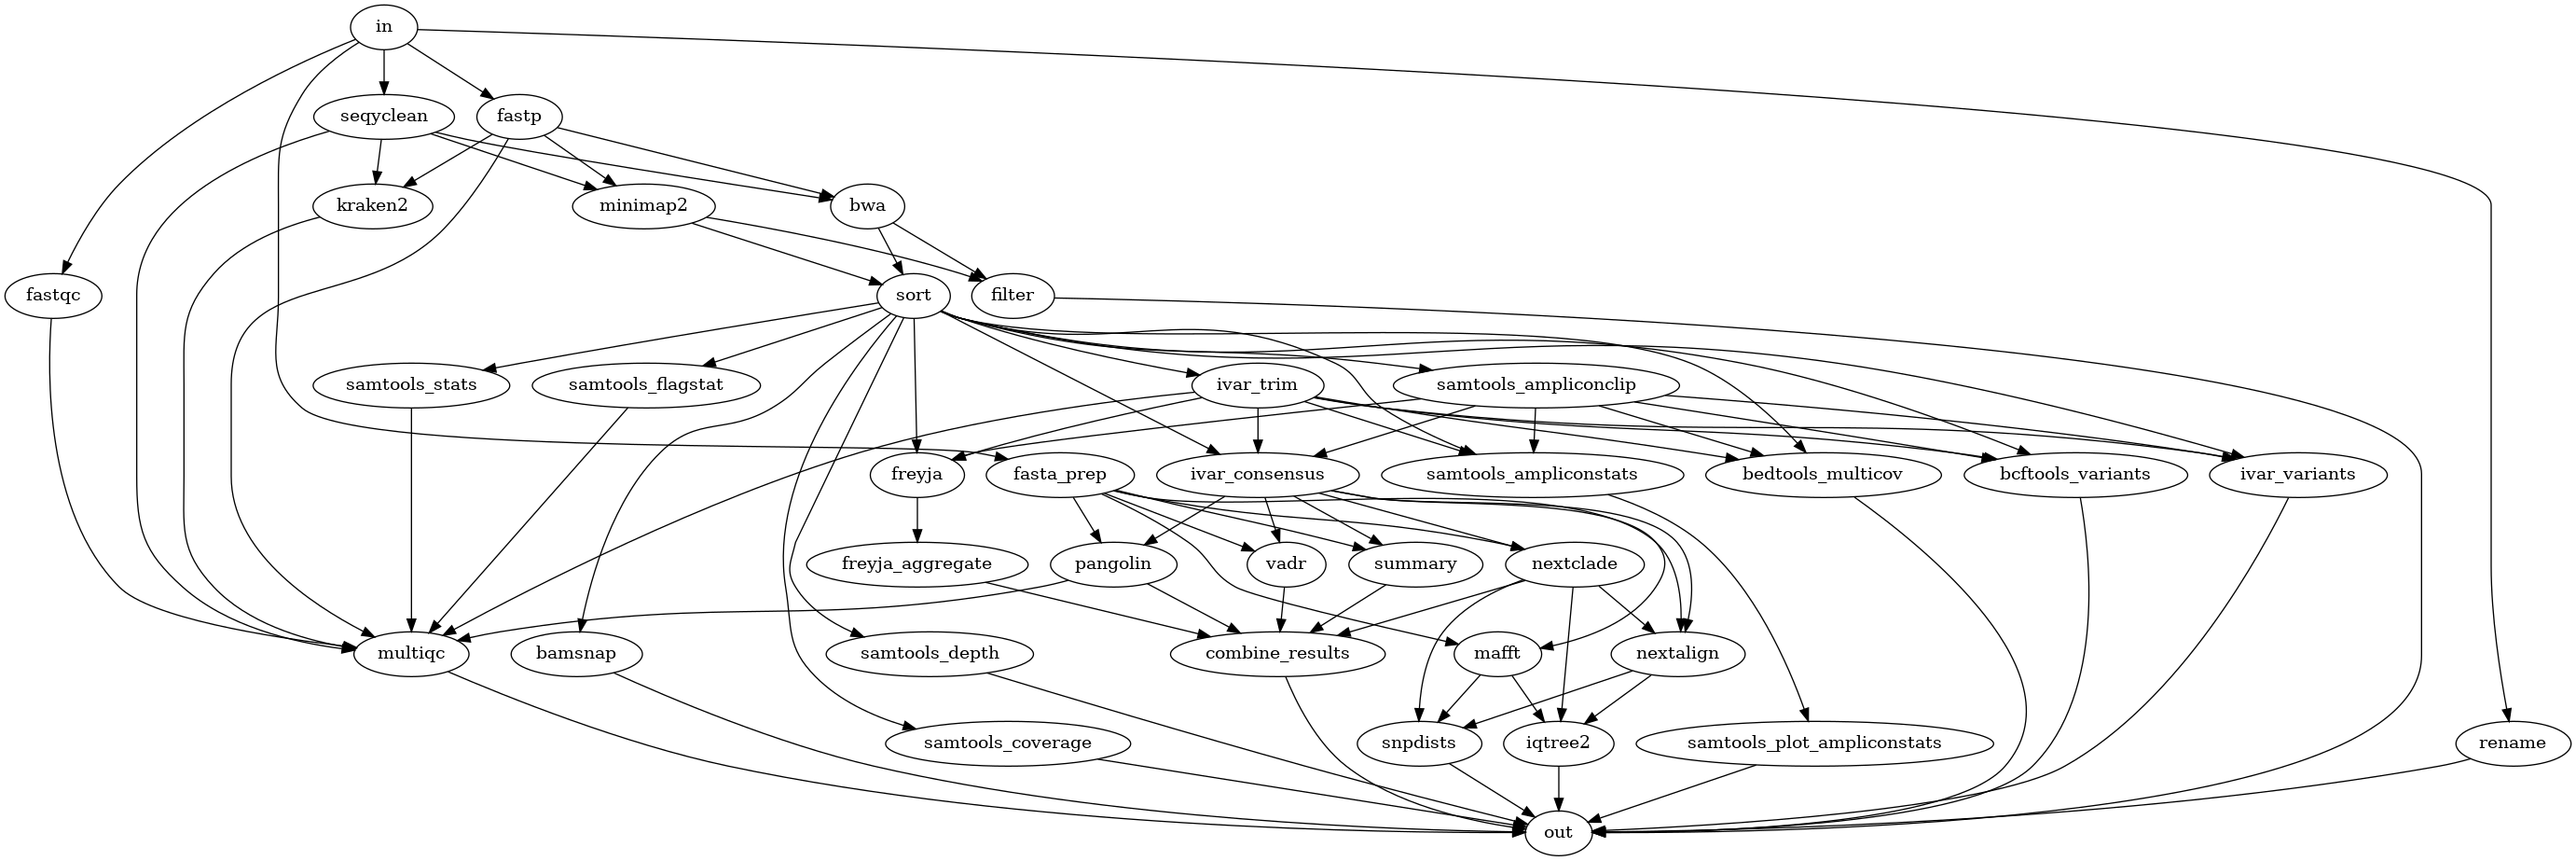 in
seqyclean
fastp
kraken2
minimap2
bwa
fastqc
sort
filter
samtools_stats
samtools_flagstat
ivar_trim
samtools_ampliconclip
freyja
fasta_prep
ivar_consensus
samtools_ampliconstats
bedtools_multicov
bcftools_variants
ivar_variants
freyja_aggregate
pangolin
vadr
summary
nextclade
multiqc
bamsnap
samtools_depth
combine_results
mafft
nextalign
samtools_coverage
snpdists
iqtree2
samtools_plot_ampliconstats
rename
out